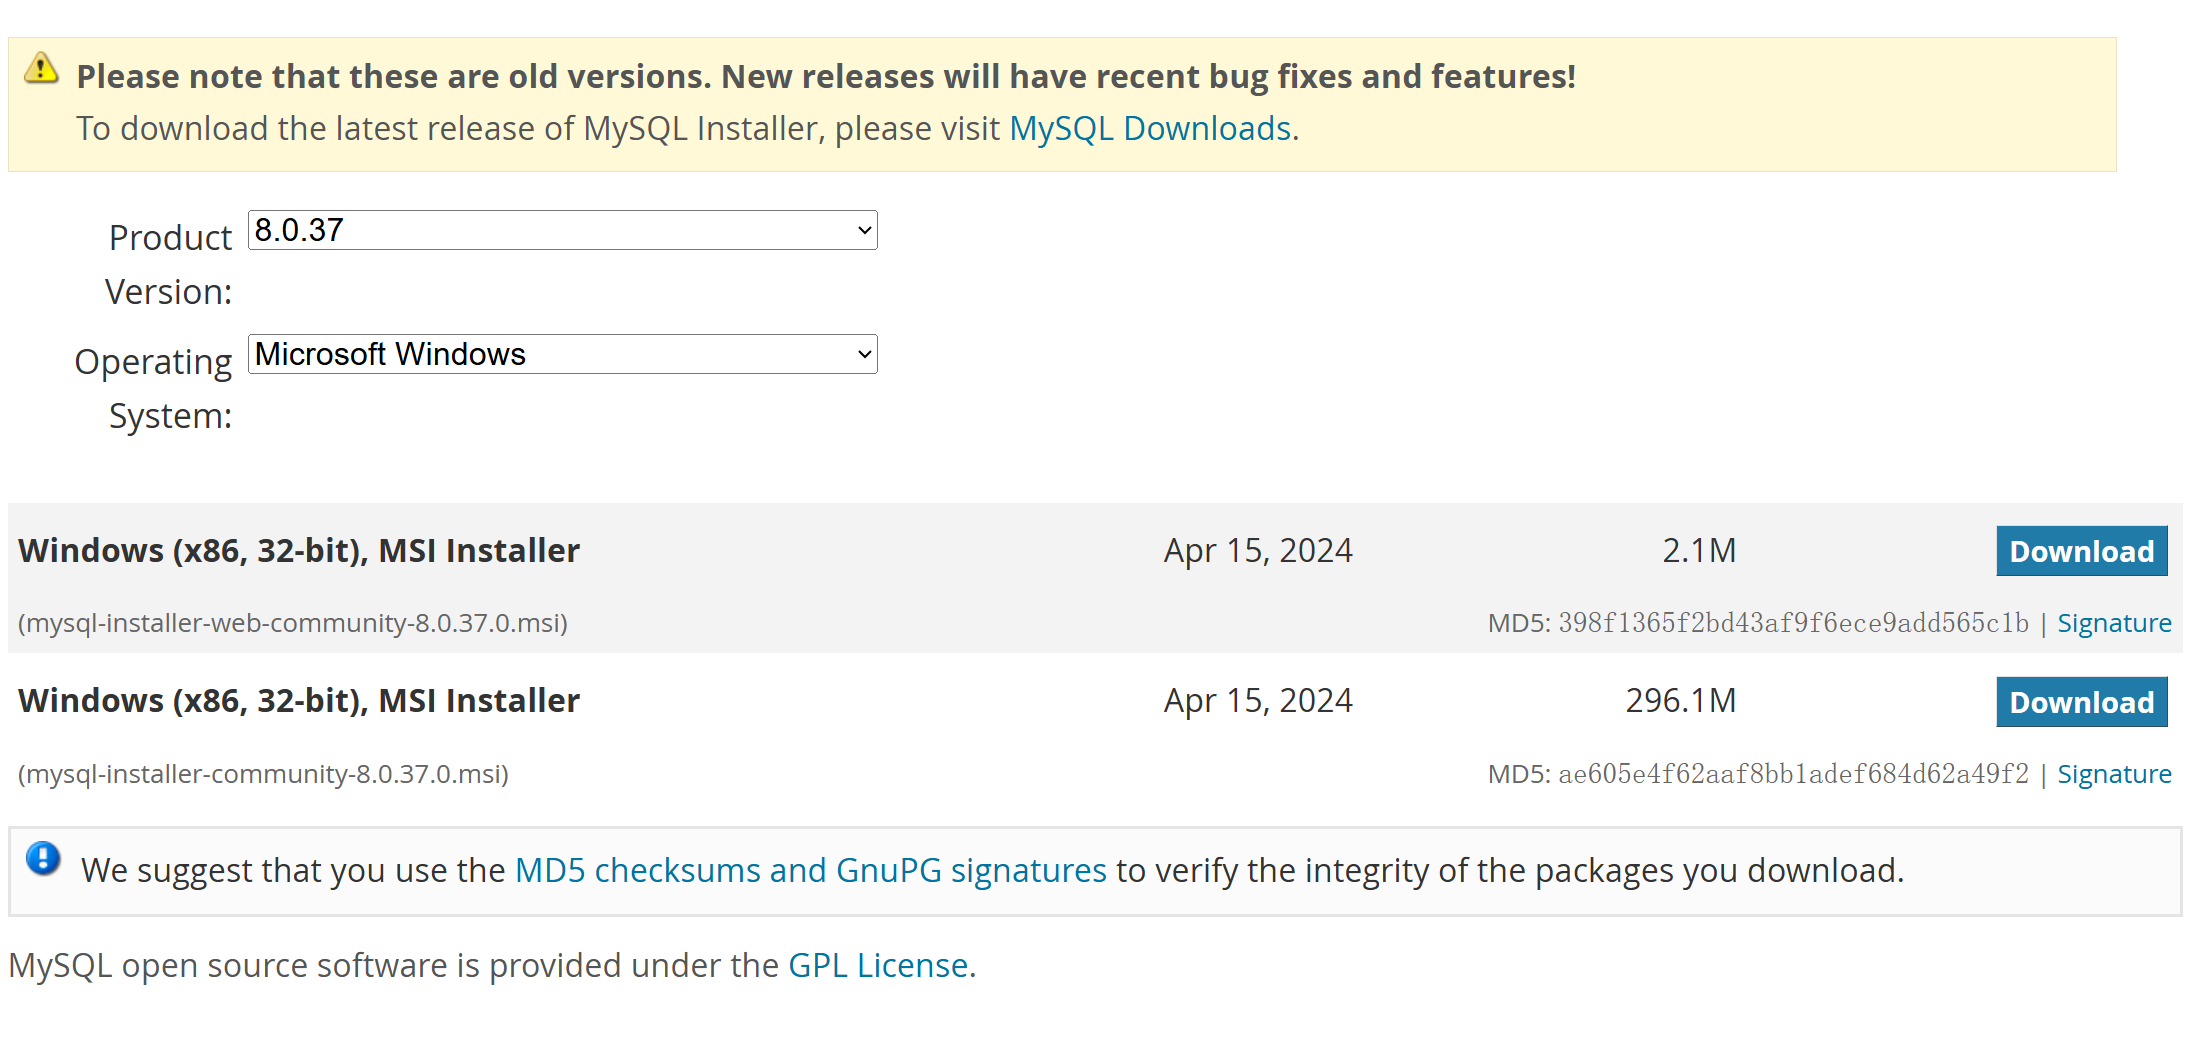 Please note that these are old versions. New releases will have recent bug fixes and features!
To download the latest release of MySQL Installer, please visit MySQL Downloads.
Product Version:
8.0.37
Operating System:
Microsoft Windows
Windows (x86, 32-bit), MSI Installer Apr 15, 2024 2.1M Download
(mysql-installer-web-community-8.0.37.0.msi) MD5: 398f1365f2bd43af9f6ece9add565c1b | Signature
Windows (x86, 32-bit), MSI Installer Apr 15, 2024 296.1M Download
(mysql-installer-community-8.0.37.0.msi) MD5: ae605e4f62aaf8bb1adef684d62a49f2 | Signature
We suggest that you use the MD5 checksums and GnuPG signatures to verify the integrity of the packages you download.
MySQL open source software is provided under the GPL License.